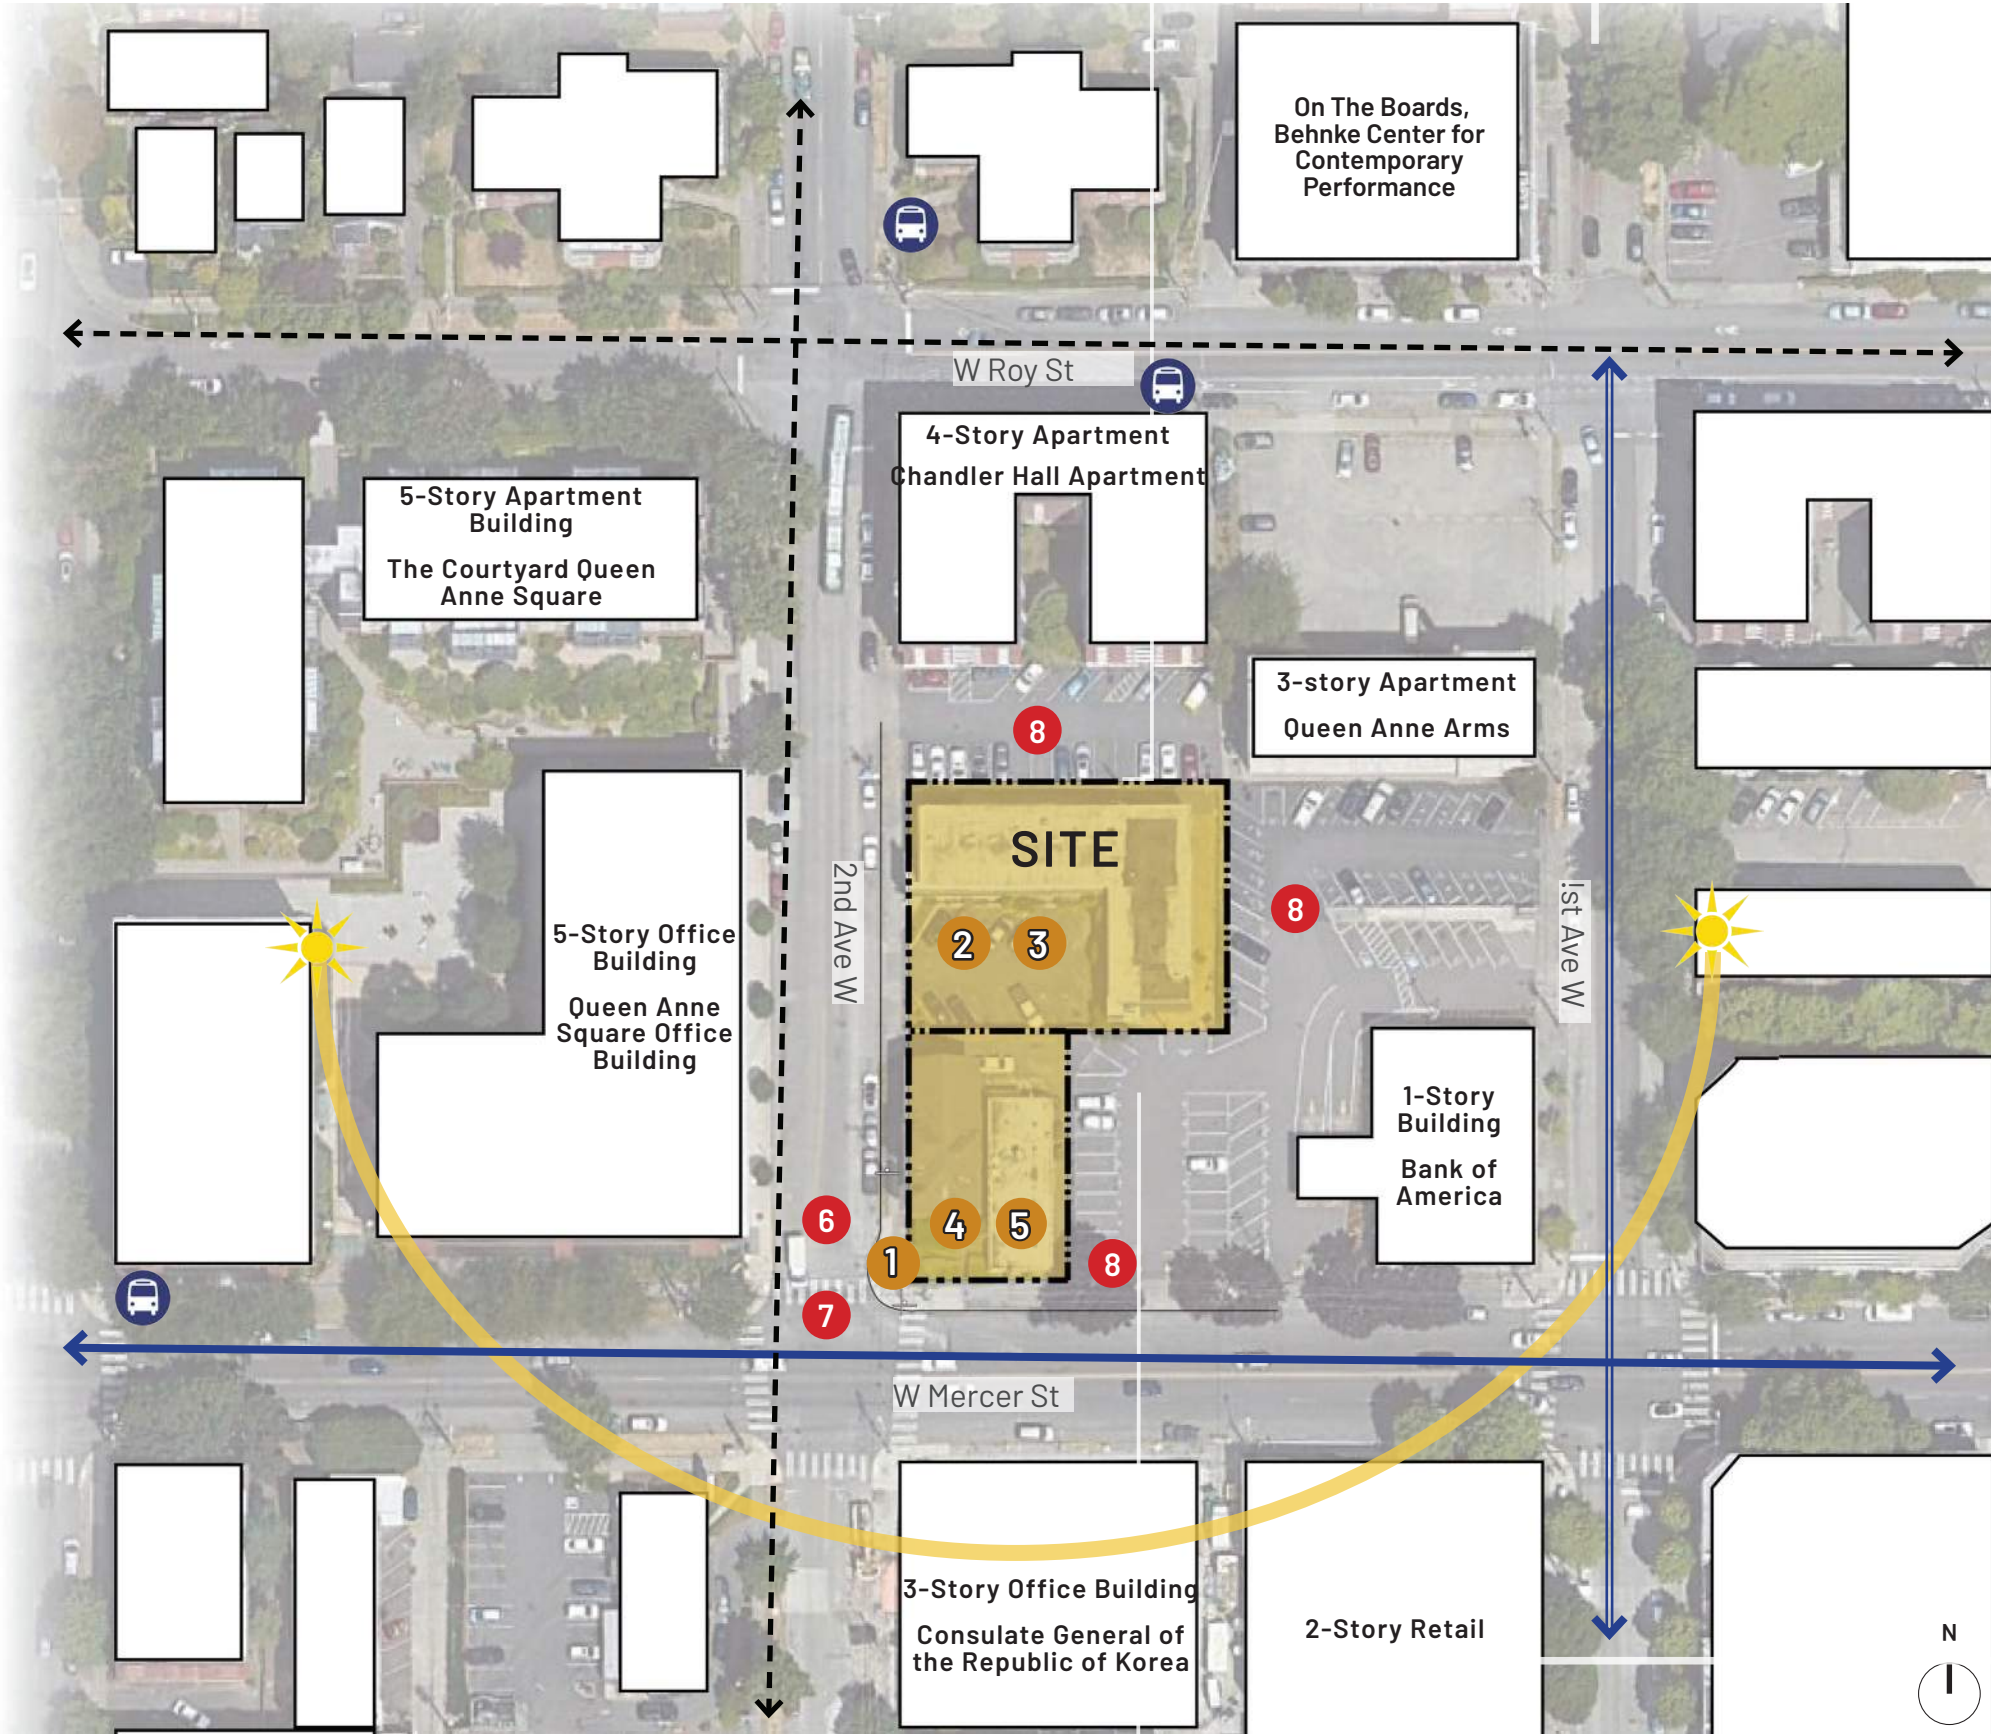 On The Boards,
Behnke Center for
Contemporary
Performance
W Roy St
4-Story Apartment
Chandler Hall Apartment
5-Story Apartment
Building
The Courtyard Queen
Anne Square
3-story Apartment
Queen Anne Arms
8
SITE
2nd Ave W
1st Ave W
8
2
3
5-Story Office
Building
Queen Anne
Square Office
Building
1-Story
Building
Bank of
America
6
4
5
1
8
7
W Mercer St
3-Story Office Building
Consulate General of
the Republic of Korea
2-Story Retail
N